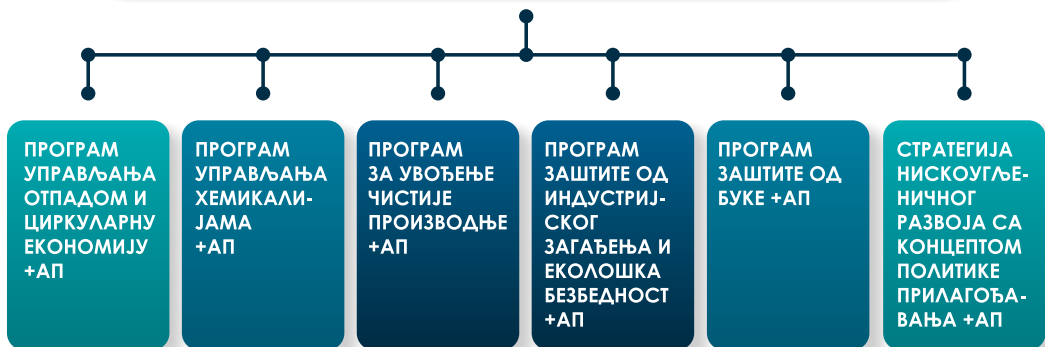 ПРОГРАМ
УПРАВЉАЊА
ОТПАДОМ И
ЦИРКУЛАРНУ
ЕКОНОМИЈУ
+АП
ПРОГРАМ
УПРАВЉАЊА
ХЕМИКАЛИ-
ЈАМА
+АП
ПРОГРАМ
ЗА УВОЂЕЊЕ
ЧИСТИЈЕ
ПРОИЗВОДЊЕ
+АП
ПРОГРАМ
ЗАШТИТЕ ОД
ИНДУСТРИЈ-
СКОГ
ЗАГАЂЕЊА И
ЕКОЛОШКА
БЕЗБЕДНОСТ
+АП
ПРОГРАМ
ЗАШТИТЕ ОД
БУКЕ +АП
СТРАТЕГИЈА
НИСКОУГЉЕ-
НИЧНОГ
РАЗВОЈА СА
КОНЦЕПТОМ
ПОЛИТИКЕ
ПРИЛАГОЂА-
ВАЊА +АП